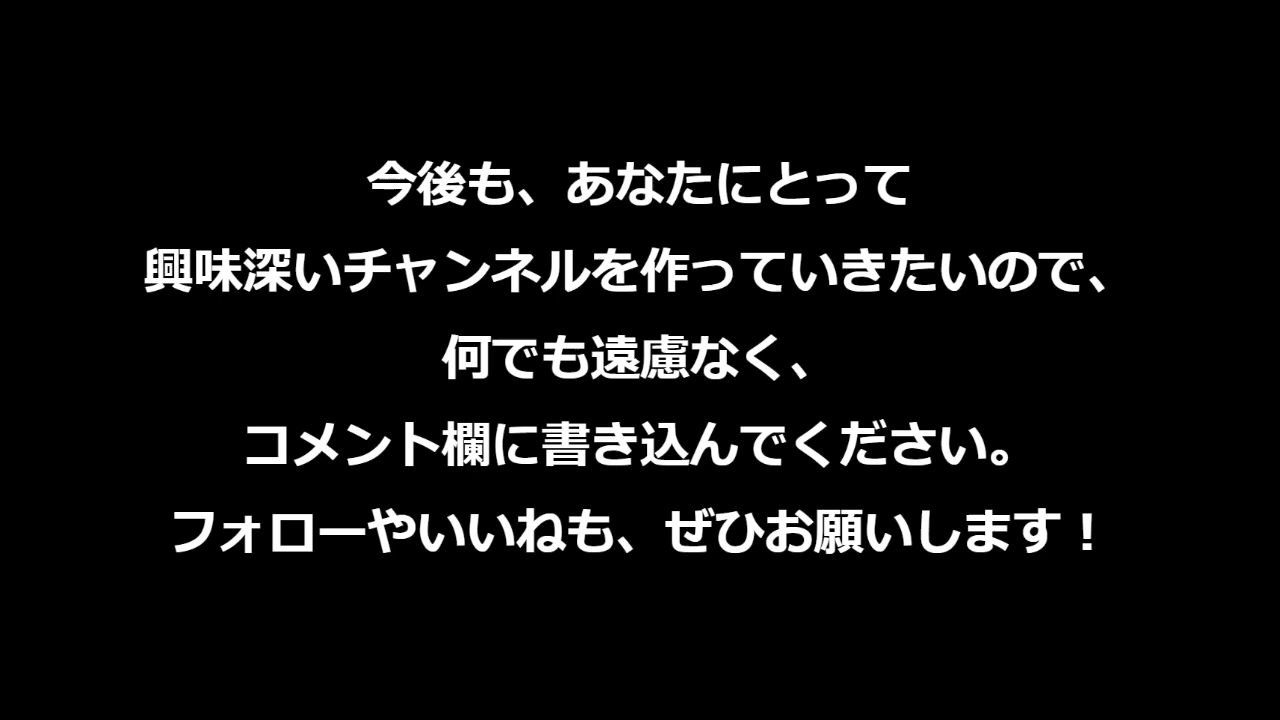 今後も、あなたにとって
興味深いチャンネルを作っていきたいので、
何でも遠慮なく、
コメント欄に書き込んでください。
フォローやいいねも、ぜひお願いします！